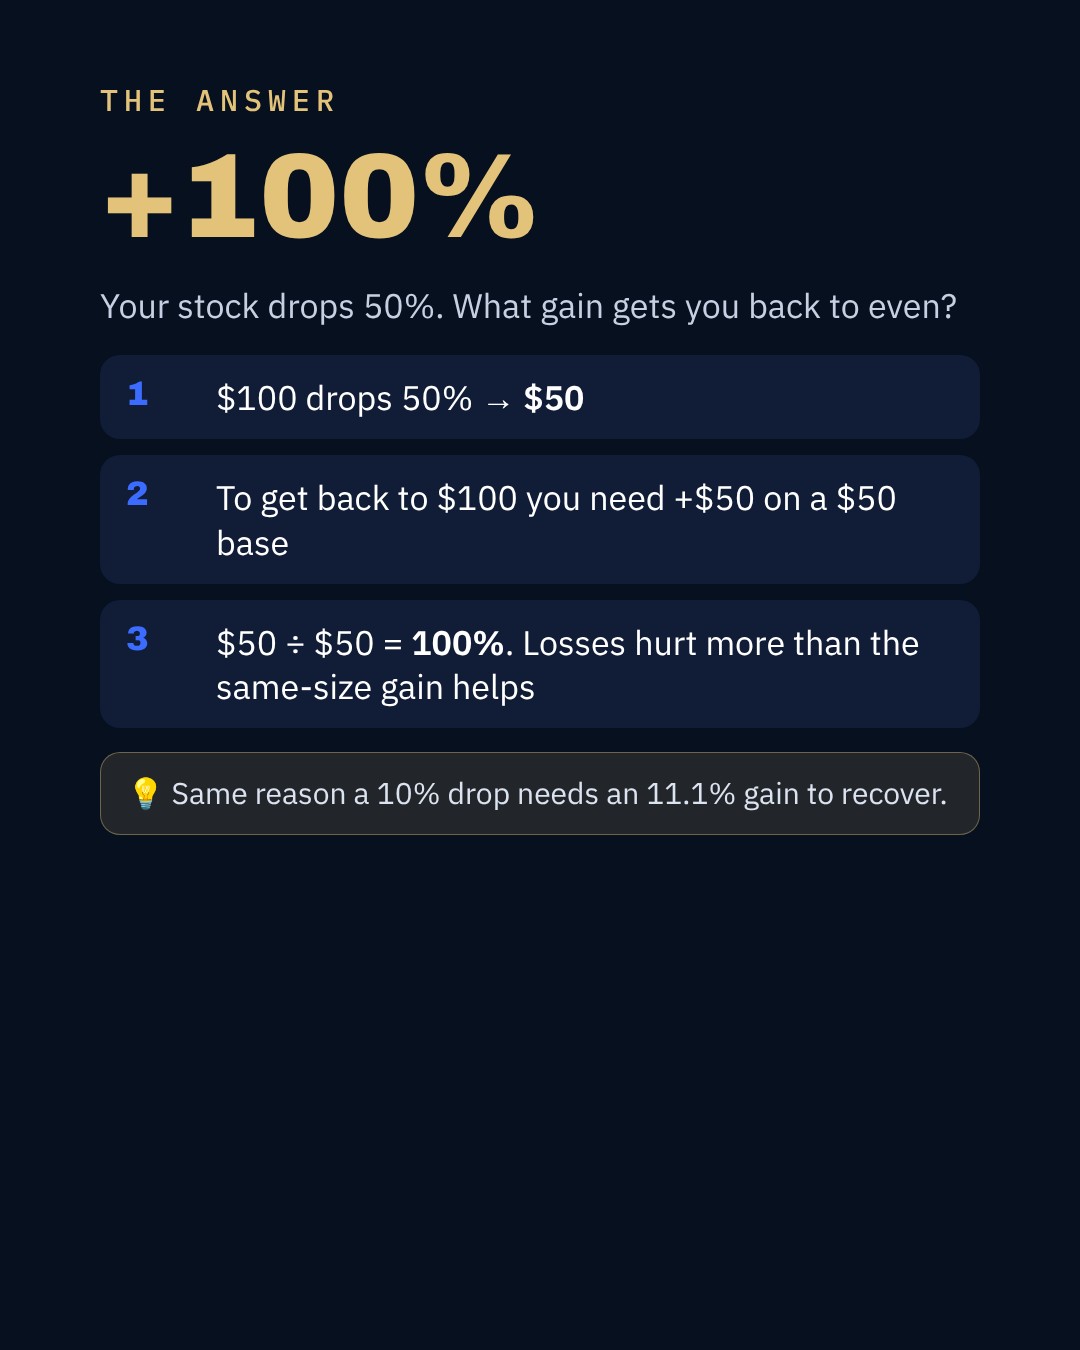 THE ANSWER
+100%
Your stock drops 50%. What gain gets you back to even?
1
$100 drops 50% → $50
2
To get back to $100 you need +$50 on a $50
base
3
$50 ÷ $50 = 100%. Losses hurt more than the
same-size gain helps
💡 Same reason a 10% drop needs an 11.1% gain to recover.